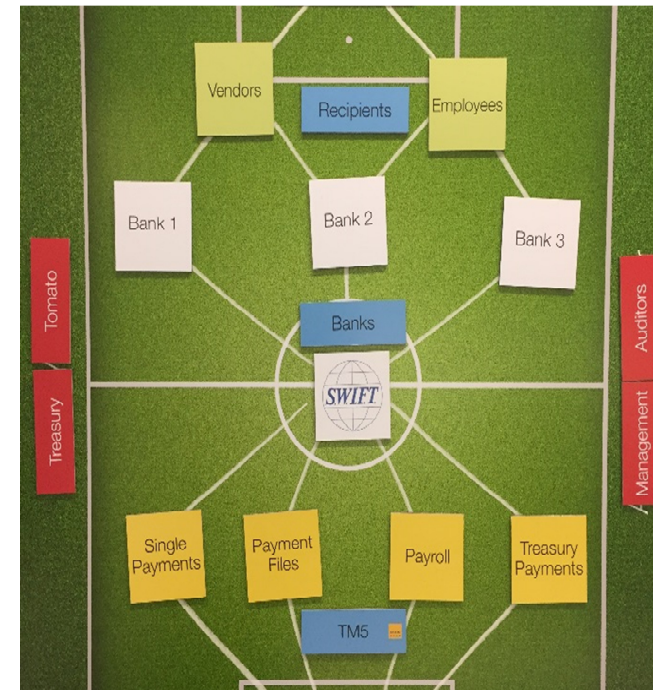 Vendors
Recipients
Employees
Bank 1
Bank 2
Bank 3
Tomato
Auditors
Banks
SWIFT
Treasury
Management
Single
Payments
Payment
Files
Payroll
Treasury
Payments
TM5